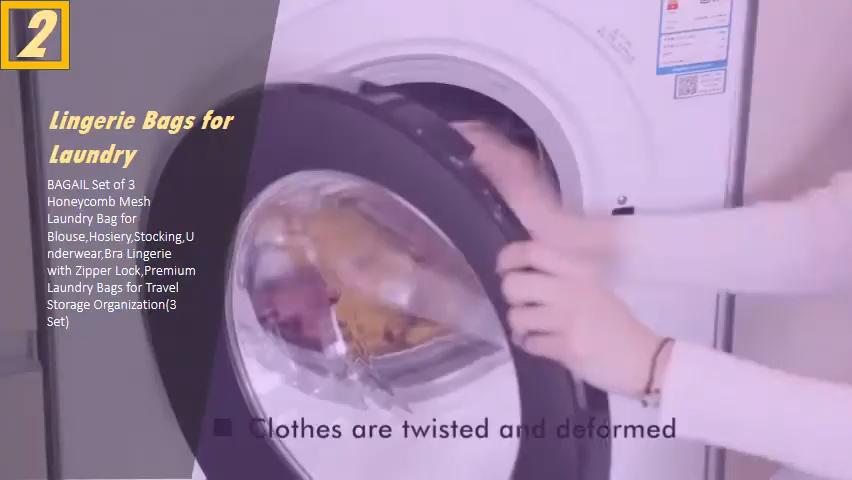 2
Lingerie Bags for
Laundry
BAGAIL Set of 3
Honeycomb Mesh
Laundry Bag for
Blouse,Hosiery,Stocking,U
nderwear,Bra Lingerie
with Zipper Lock,Premium
Laundry Bags for Travel
Storage Organization(3
Set)
Clothes are twisted and deformed